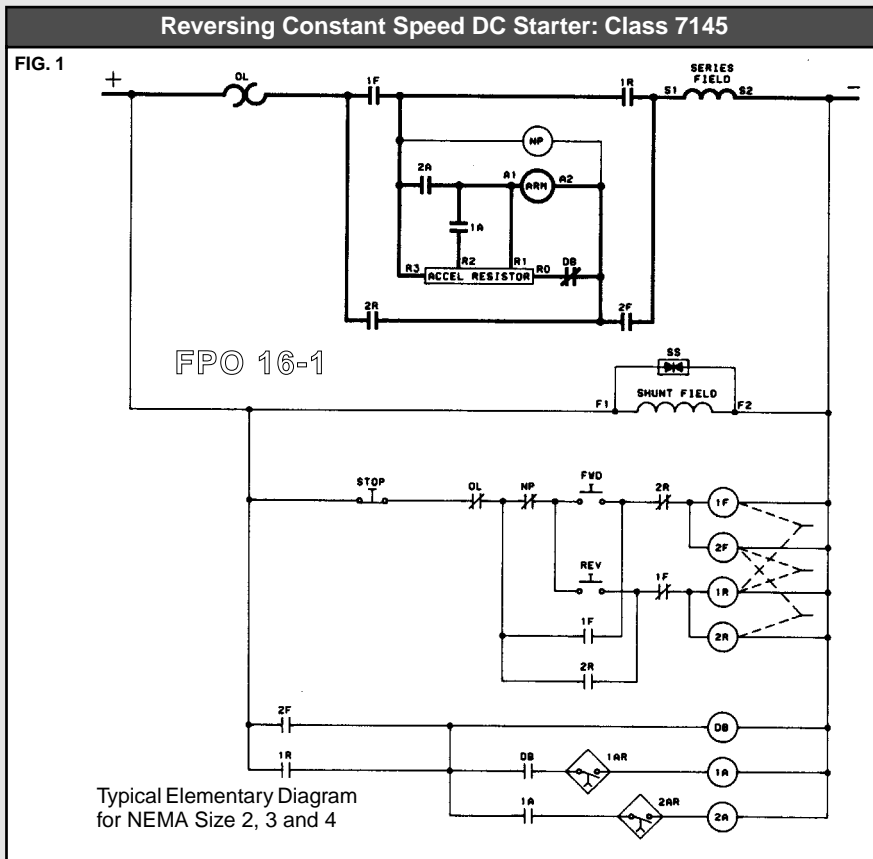 Reversing Constant Speed DC Starter: Class 7145
FIG. 1
+ OL 1F 1R S1 SERIES FIELD S2 −
NP
2A A1 ARM A2
1A
R3 R2 R1 R0 DB
ACCEL RESISTOR
2R 2F
FPO 16-1
SS
F1 SHUNT FIELD F2
STOP OL NP FWD 2R 1F
2F
REV 1F 1R
1F 2R
2R
2F DB
1R DB 1AR 1A
1A 2AR 2A
Typical Elementary Diagram
for NEMA Size 2, 3 and 4